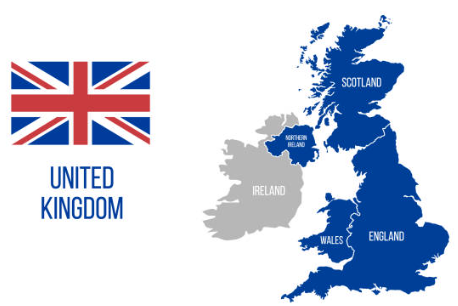 UNITED
KINGDOM
SCOTLAND
NORTHERN
IRELAND
IRELAND
WALES
ENGLAND